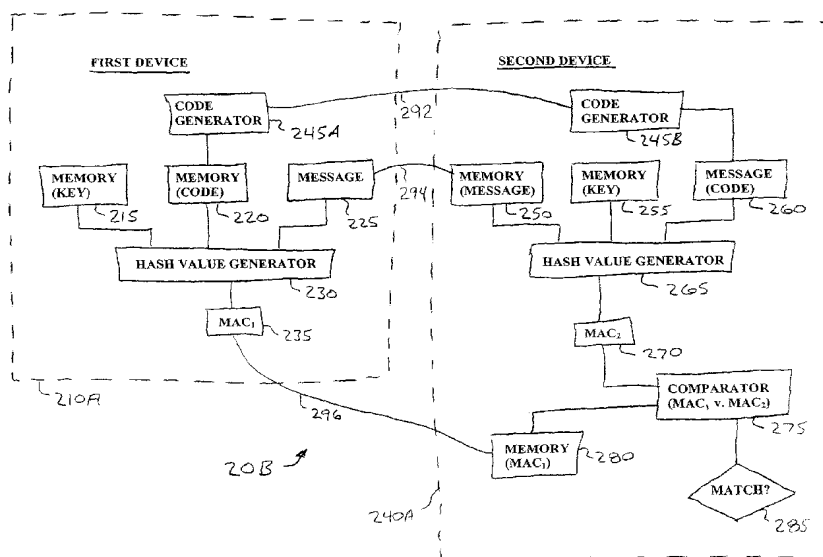 FIRST DEVICE
SECOND DEVICE
CODE
GENERATOR
245A
292
CODE
GENERATOR
245B
MEMORY
(KEY)
215
MEMORY
(CODE)
220
MESSAGE
225
294
MEMORY
(MESSAGE)
250
MEMORY
(KEY)
255
MESSAGE
(CODE)
260
HASH VALUE GENERATOR
230
HASH VALUE GENERATOR
265
MAC₁
235
MAC₂
270
210A
296
COMPARATOR
(MAC₁ v. MAC₂)
275
20B
MEMORY
(MAC₁)
280
240A
MATCH?
285